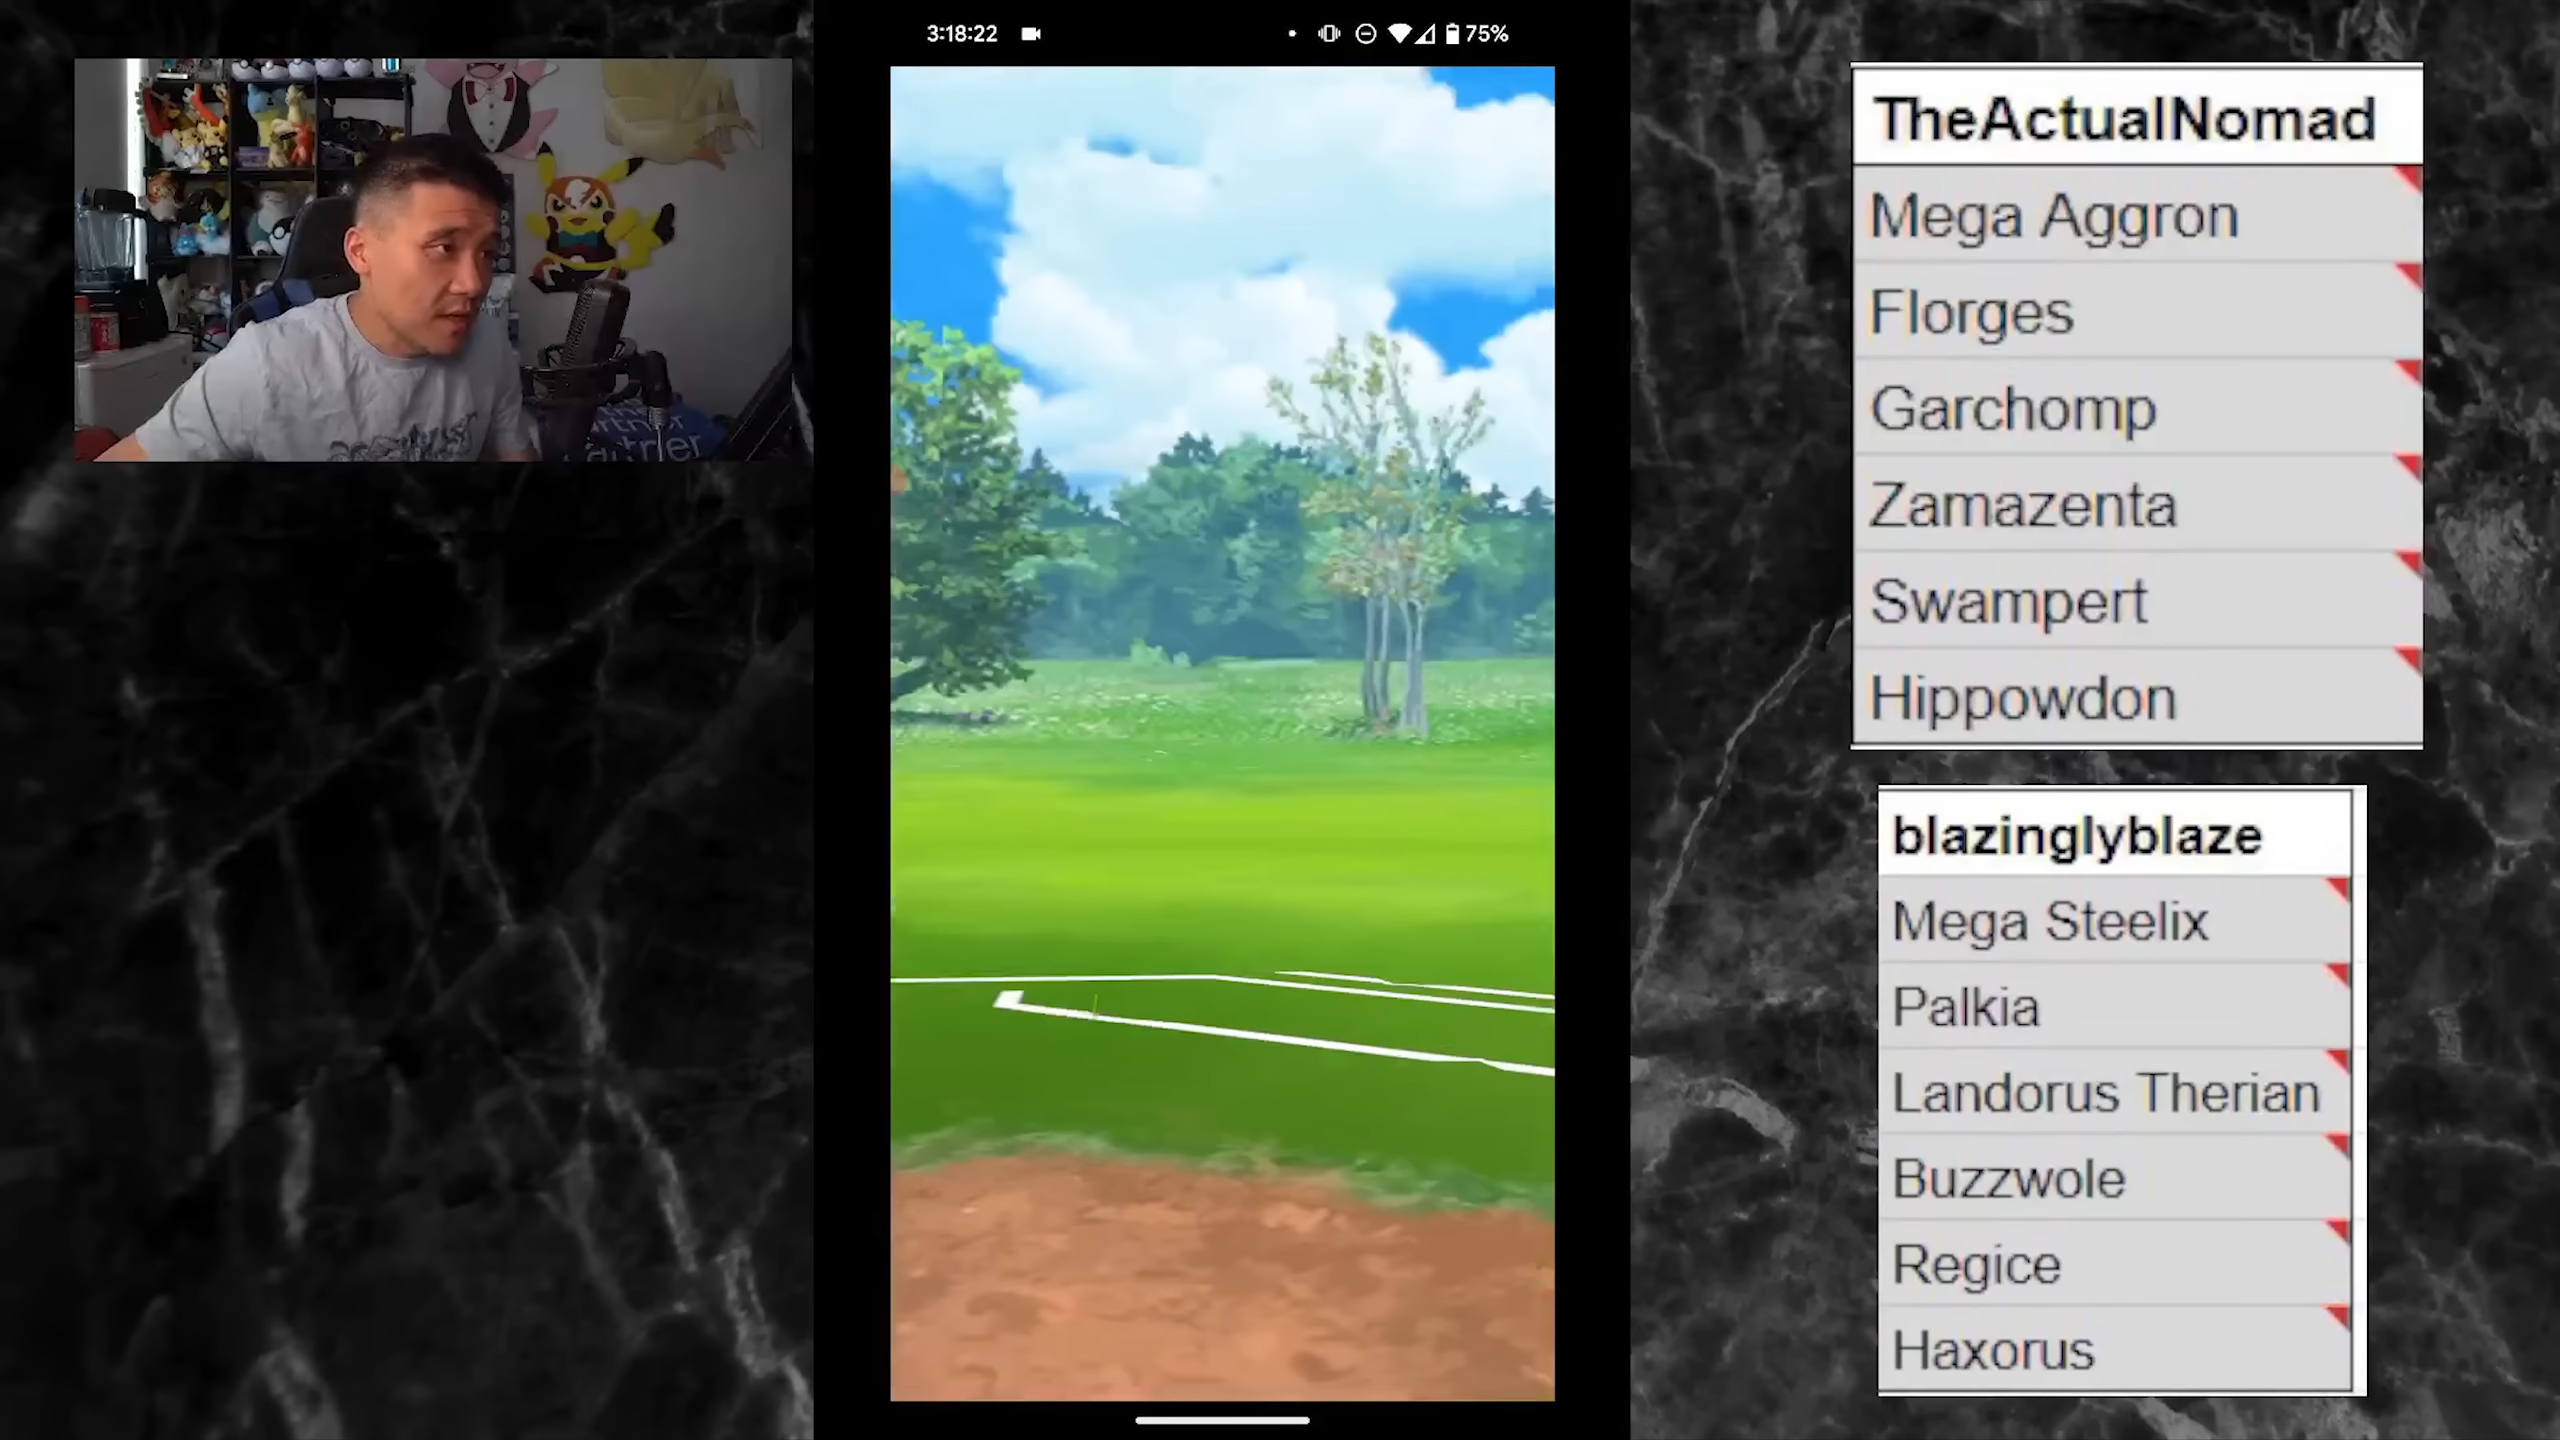 3:18:22
75%
TheActualNomad
Mega Aggron
Florges
Garchomp
Zamazenta
Swampert
Hippowdon
blazinglyblaze
Mega Steelix
Palkia
Landorus Therian
Buzzwole
Regice
Haxorus